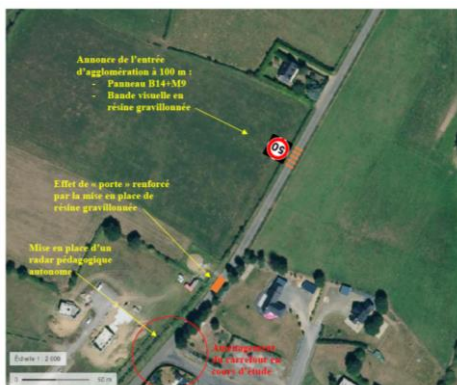 Annonce de l'entrée
d'agglomération à 100 m :
- Panneau B14+M9
- Bande visuelle en
résine gravillonnée
50
Effet de « porte » renforcé
par la mise en place de
résine gravillonnée
Mise en place d'un
radar pédagogique
autonome
Aménagement
du carrefour en
cours d'étude
Échelle 1 : 2 000
0 50 m